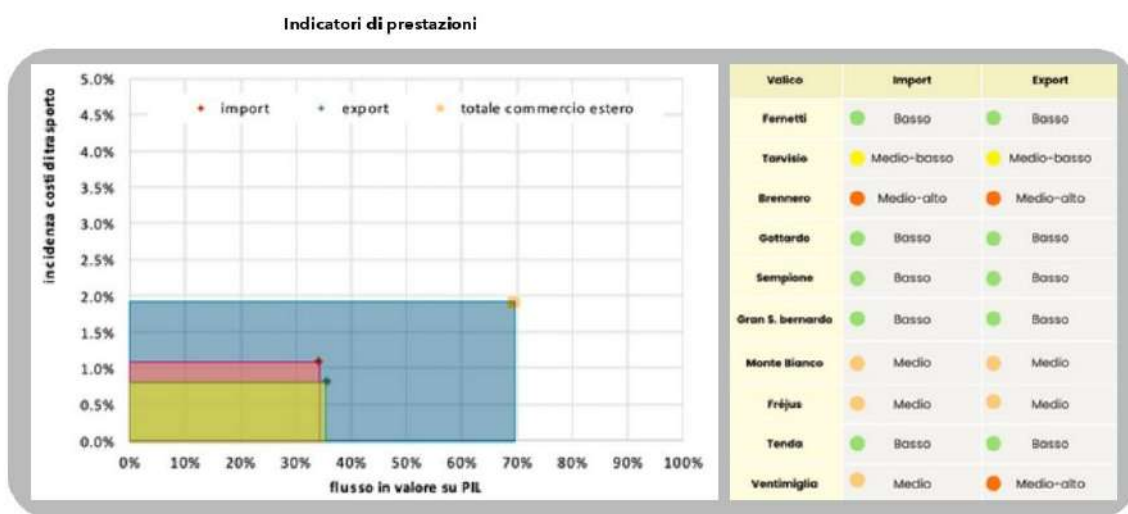 Indicatori di prestazioni
incidenza costi di trasporto
5.0%
4.5%
4.0%
3.5%
3.0%
2.5%
2.0%
1.5%
1.0%
0.5%
0.0%
import export totale commercio estero
0% 10% 20% 30% 40% 50% 60% 70% 80% 90% 100%
flusso in valore su PIL
Valico Import Export
Fernetti Basso Basso
Tarvisio Medio-basso Medio-basso
Brennero Medio-alto Medio-alto
Gottardo Basso Basso
Sempione Basso Basso
Gran S. bernardo Basso Basso
Monte Bianco Medio Medio
Fréjus Medio Medio
Tenda Basso Basso
Ventimiglia Medio Medio-alto